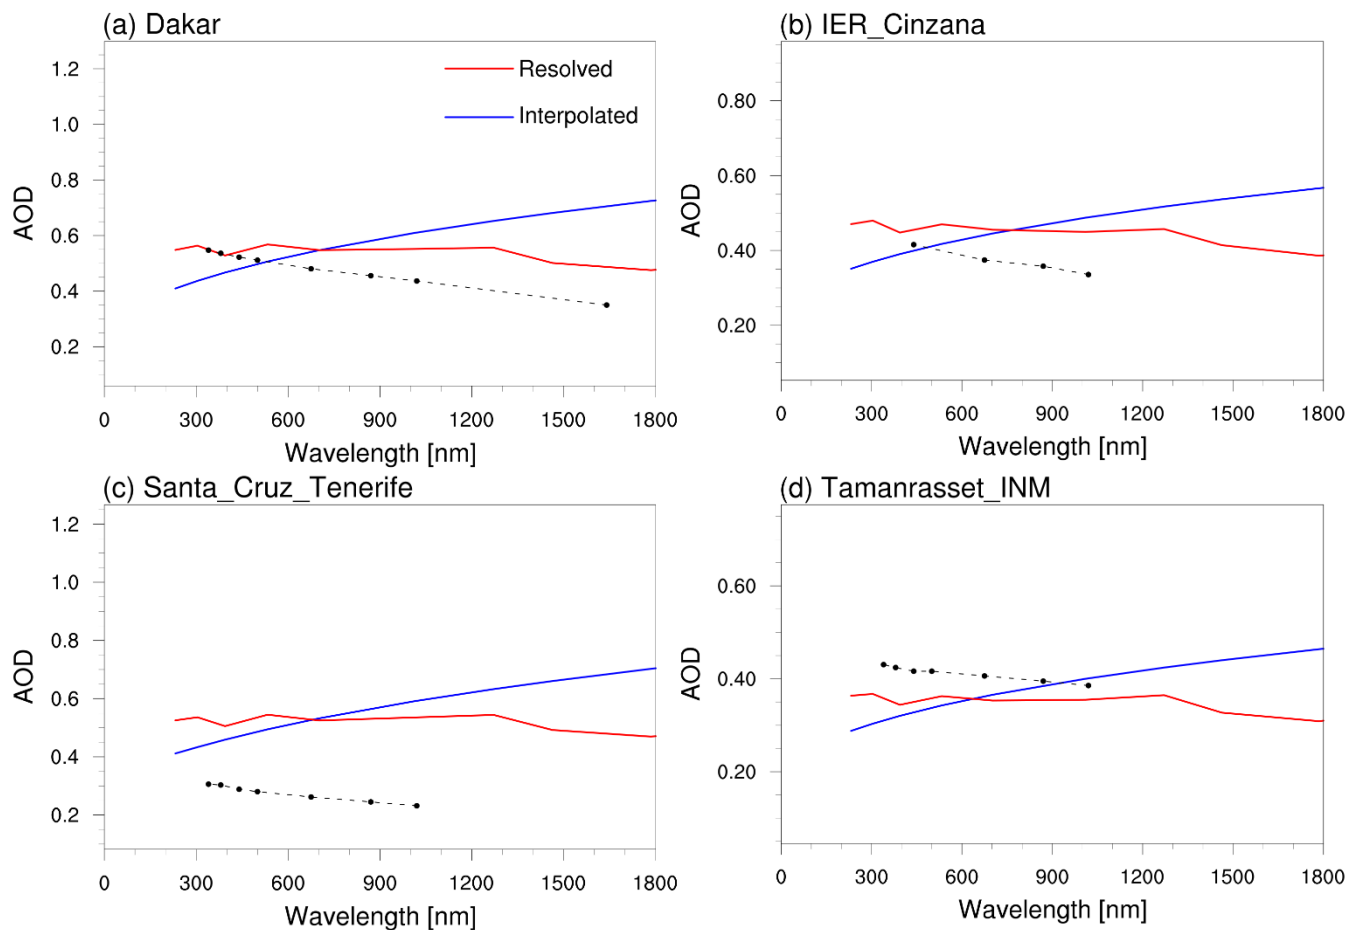 (a) Dakar
1.2
1.0
0.8
0.6
0.4
0.2
AOD
Resolved
Interpolated
0 300 600 900 1200 1500 1800
Wavelength [nm]
(b) IER_Cinzana
0.80
0.60
0.40
0.20
AOD
0 300 600 900 1200 1500 1800
Wavelength [nm]
(c) Santa_Cruz_Tenerife
1.2
1.0
0.8
0.6
0.4
0.2
AOD
0 300 600 900 1200 1500 1800
Wavelength [nm]
(d) Tamanrasset_INM
0.60
0.40
0.20
AOD
0 300 600 900 1200 1500 1800
Wavelength [nm]